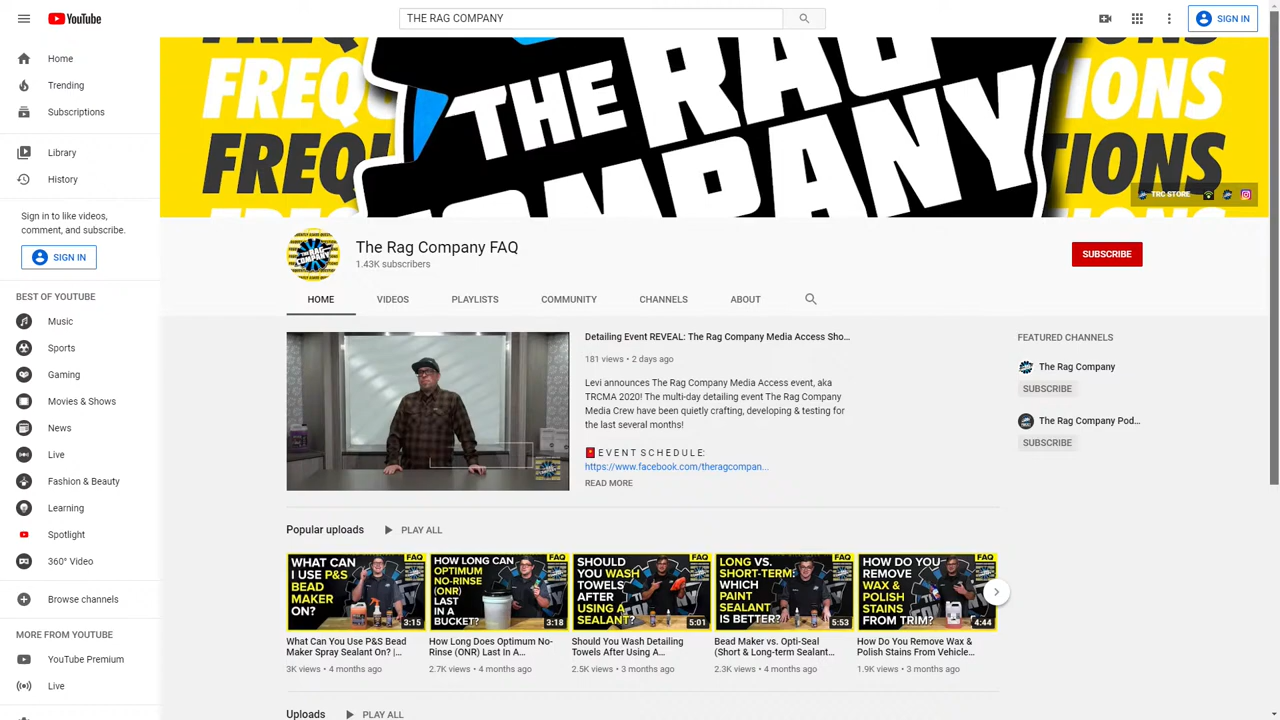 YouTube
THE RAG COMPANY
SIGN IN
Home
Trending
Subscriptions
Library
History
Sign in to like videos,
comment, and subscribe.
SIGN IN
BEST OF YOUTUBE
Music
Sports
Gaming
Movies & Shows
News
Live
Fashion & Beauty
Learning
Spotlight
360° Video
Browse channels
MORE FROM YOUTUBE
YouTube Premium
Live
THE RAG
COMPANY
TRC STORE
The Rag Company FAQ
1.43K subscribers
SUBSCRIBE
HOME
VIDEOS
PLAYLISTS
COMMUNITY
CHANNELS
ABOUT
Detailing Event REVEAL: The Rag Company Media Access Sho...
181 views • 2 days ago
Levi announces The Rag Company Media Access event, aka
TRCMA 2020! The multi-day detailing event The Rag Company
Media Crew have been quietly crafting, developing & testing for
the last several months!
🚨 E V E N T S C H E D U L E:
https://www.facebook.com/theragcompan...
READ MORE
FEATURED CHANNELS
The Rag Company
SUBSCRIBE
The Rag Company Pod...
SUBSCRIBE
Popular uploads
PLAY ALL
WHAT CAN
I USE P&S
BEAD
MAKER
ON?
FAQ
3:15
What Can You Use P&S Bead
Maker Spray Sealant On? |...
3K views • 4 months ago
HOW LONG CAN
OPTIMUM
NO-RINSE
(ONR)
LAST
IN A
BUCKET?
FAQ
3:18
How Long Does Optimum No-
Rinse (ONR) Last In A...
2.7K views • 4 months ago
SHOULD
YOU WASH
TOWELS
AFTER
USING A
SEALANT?
FAQ
5:01
Should You Wash Detailing
Towels After Using A...
2.5K views • 3 months ago
LONG VS.
SHORT-TERM:
WHICH
PAINT
SEALANT
IS BETTER?
FAQ
5:53
Bead Maker vs. Opti-Seal
(Short & Long-term Sealant...
2.3K views • 4 months ago
HOW DO YOU
REMOVE
WAX &
POLISH
STAINS
FROM TRIM?
FAQ
4:44
How Do You Remove Wax &
Polish Stains From Vehicle...
1.9K views • 3 months ago
Uploads
PLAY ALL